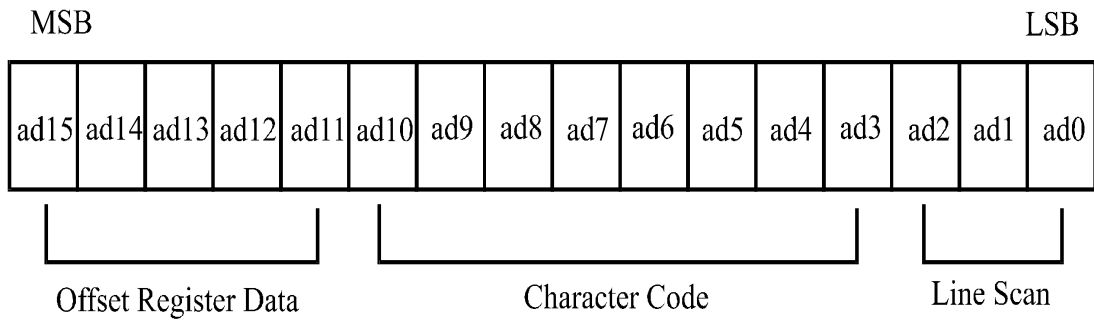 MSB LSB
ad15 ad14 ad13 ad12 ad11 ad10 ad9 ad8 ad7 ad6 ad5 ad4 ad3 ad2 ad1 ad0
Offset Register Data Character Code Line Scan